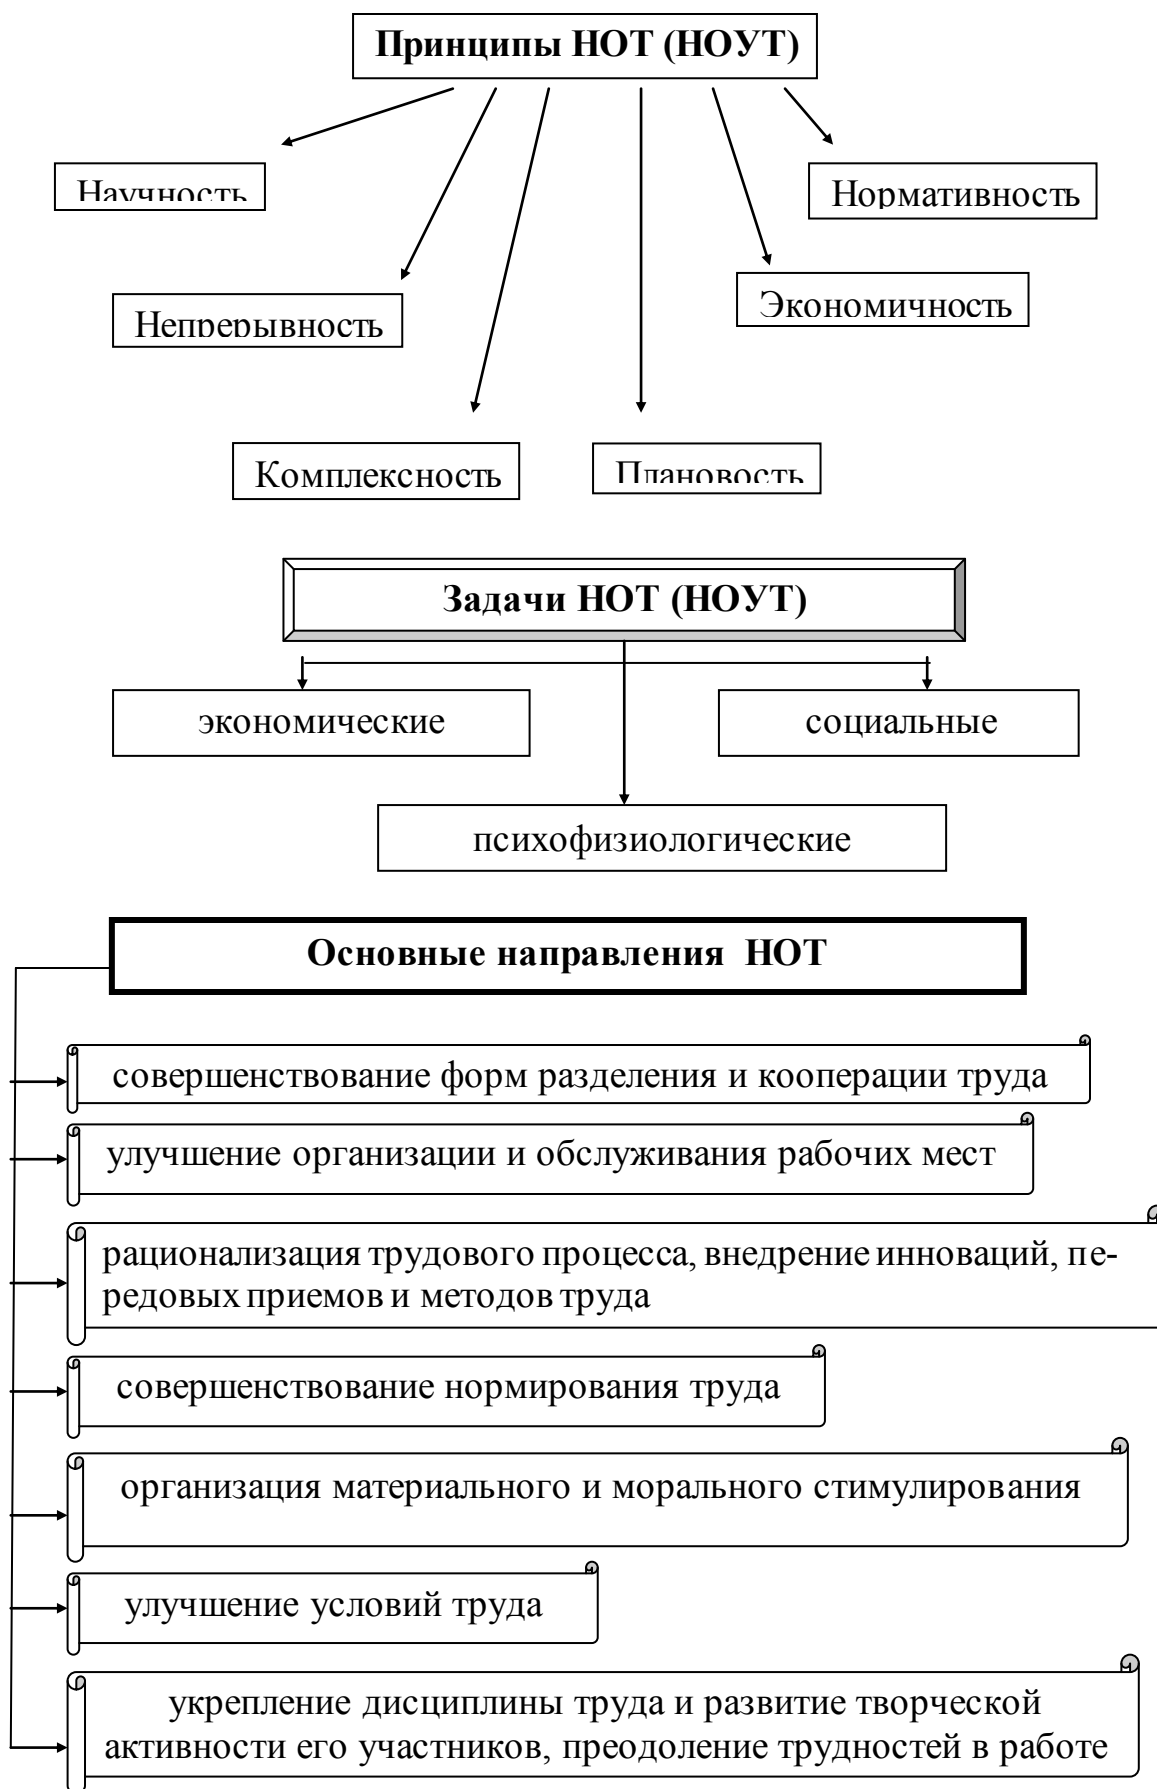 Принципы НОТ (НОУТ)
Научность
Нормативность
Непрерывность
Экономичность
Комплексность
Плановость
Задачи НОТ (НОУТ)
экономические
социальные
психофизиологические
Основные направления НОТ
совершенствование форм разделения и кооперации труда
улучшение организации и обслуживания рабочих мест
рационализация трудового процесса, внедрение инноваций, пе-
редовых приемов и методов труда
совершенствование нормирования труда
организация материального и морального стимулирования
улучшение условий труда
укрепление дисциплины труда и развитие творческой
активности его участников, преодоление трудностей в работе